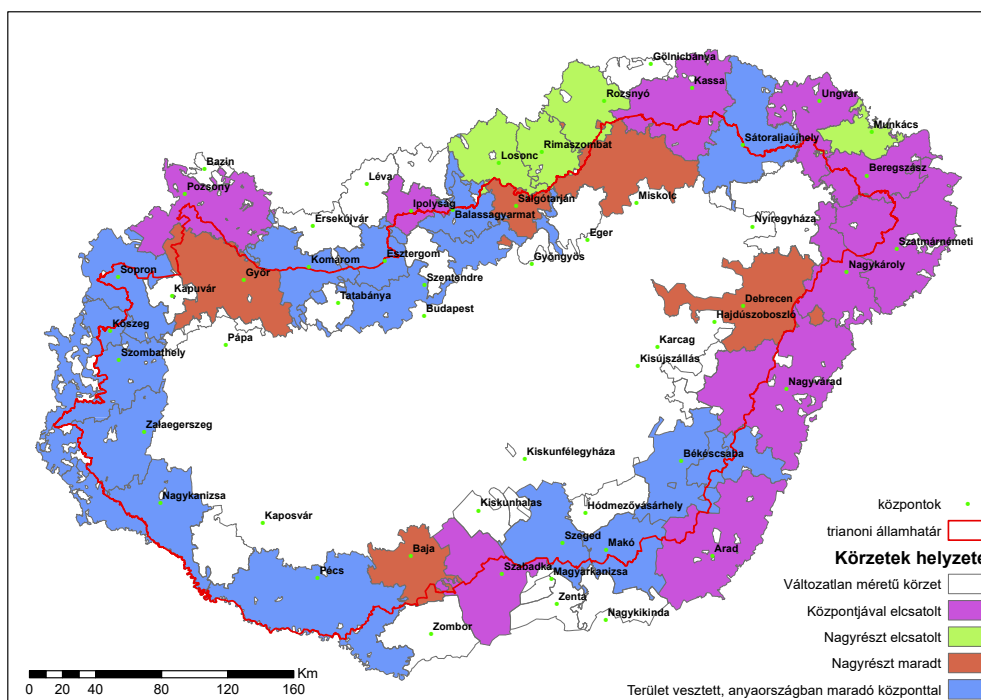 Gölnicbánya
Kassa
Rozsnyó
Ungvár
Munkács
Sátoraljaújhely
Rimaszombat
Losonc
Beregszász
Bazin
Pozsony
Léva
Ipolyság
Salgótarján
Balassagyarmat
Miskolc
Érsekújvár
Nyíregyháza
Eger
Szatmárnémeti
Gyöngyös
Esztergom
Komárom
Sopron
Győr
Szentendre
Nagykároly
Kapuvár
Tatabánya
Debrecen
Budapest
Hajdúszoboszló
Kőszeg
Pápa
Karcag
Szombathely
Kisújszállás
Nagyvárad
Zalaegerszeg
Kiskunfélegyháza
Békéscsaba
Nagykanizsa
Kiskunhalas
Hódmezővásárhely
Kaposvár
Szeged
Makó
Baja
Arad
Pécs
Szabadka
Magyarkanizsa
Zenta
Nagykikinda
Zombor
központok
trianoni államhatár
Körzetek helyzete
Változatlan méretű körzet
Központjával elcsatolt
Nagyrészt elcsatolt
Nagyrészt maradt
Terület vesztett, anyaországban maradó központtal
Km
0 20 40 80 120 160